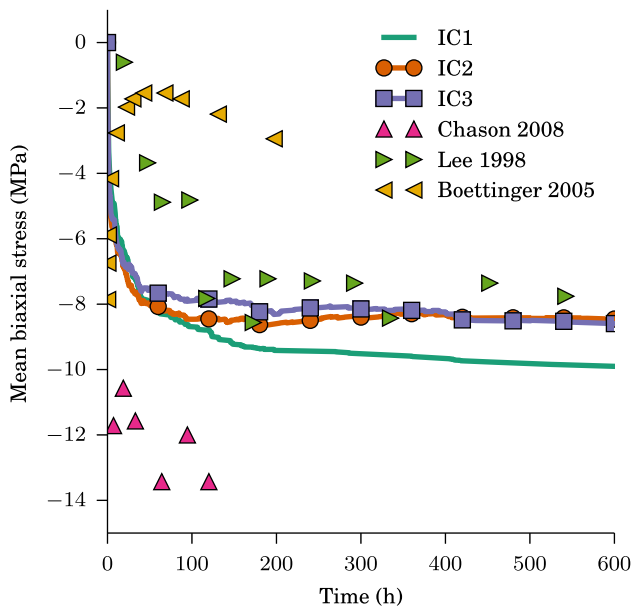 0
−2
−4
−6
−8
−10
−12
−14
Mean biaxial stress (MPa)
IC1
IC2
IC3
Chason 2008
Lee 1998
Boettinger 2005
0 100 200 300 400 500 600
Time (h)